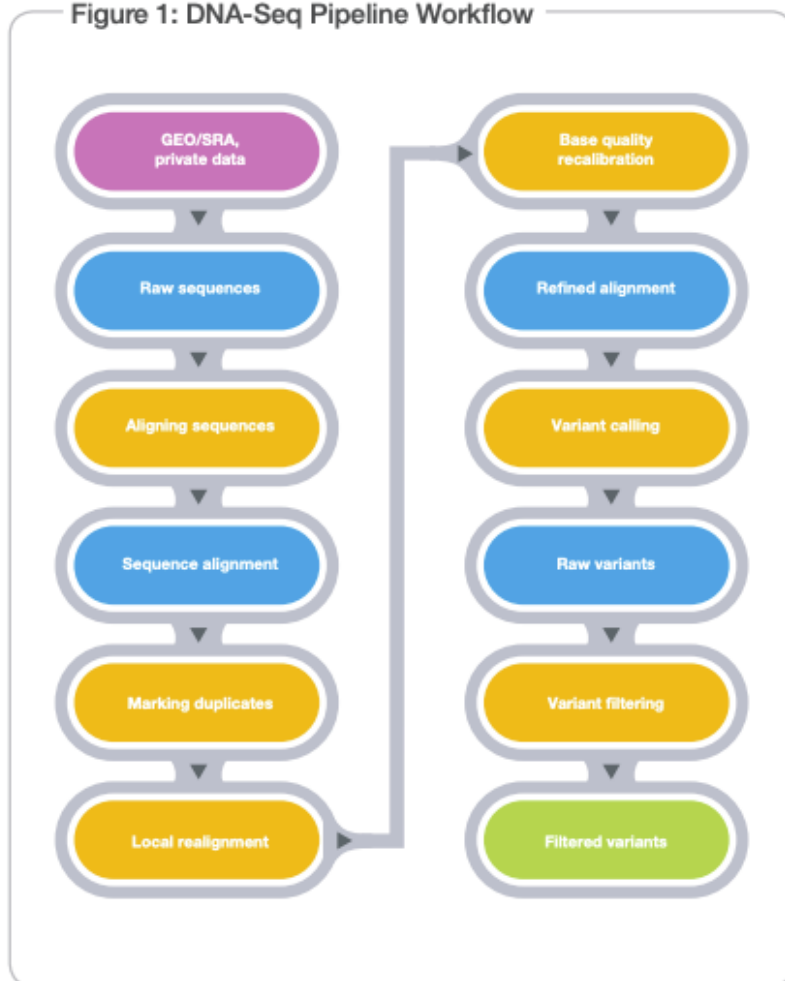 Figure 1: DNA-Seq Pipeline Workflow
GEO/SRA,
private data
Raw sequences
Aligning sequences
Sequence alignment
Marking duplicates
Local realignment
Base quality
recalibration
Refined alignment
Variant calling
Raw variants
Variant filtering
Filtered variants